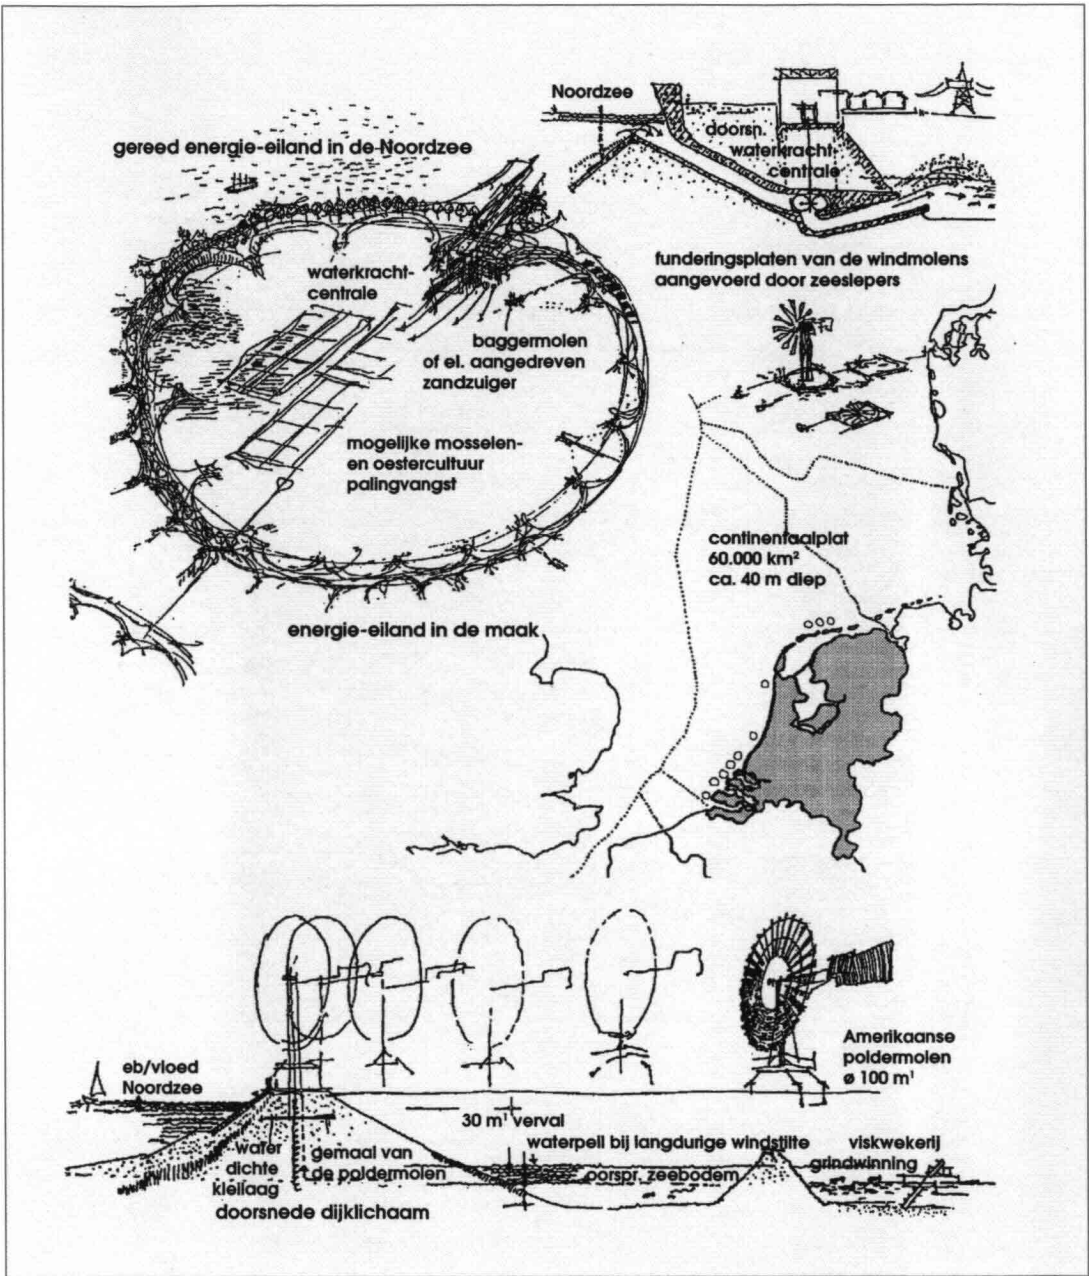 Noordzee
doorsn.
waterkracht-
centrale
gereed energie-eiland in de Noordzee
waterkracht-
centrale
baggermolen
of el. aangedreven
zandzuiger
mogelijke mosselen-
en oestercultuur
palingvangst
energie-eiland in de maak
funderingsplaten van de windmolens
aangevoerd door zeeslepers
continentaalplat
60.000 km²
ca. 40 m diep
eb/vloed
Noordzee
Amerikaanse
poldermolen
ø 100 m¹
30 m¹ verval
water
dichte
kleilaag
gemaal van
de poldermolen
waterpeil bij langdurige windstilte
oorspr. zeebodem
viskwekerij
grindwinning
doorsnede dijklichaam